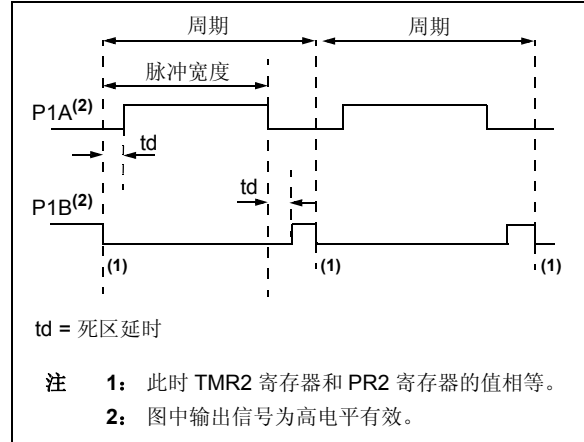 周期 周期
脉冲宽度
P1A(2)
td
td
P1B(2)
(1) (1) (1)
td = 死区延时
注 1： 此时 TMR2 寄存器和 PR2 寄存器的值相等。
2： 图中输出信号为高电平有效。